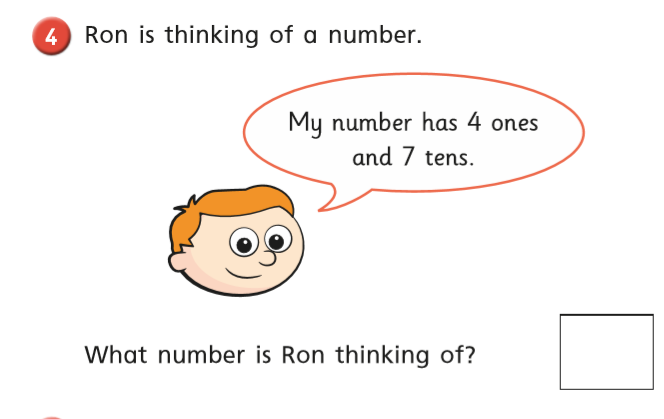 4 Ron is thinking of a number.
My number has 4 ones
and 7 tens.
What number is Ron thinking of?